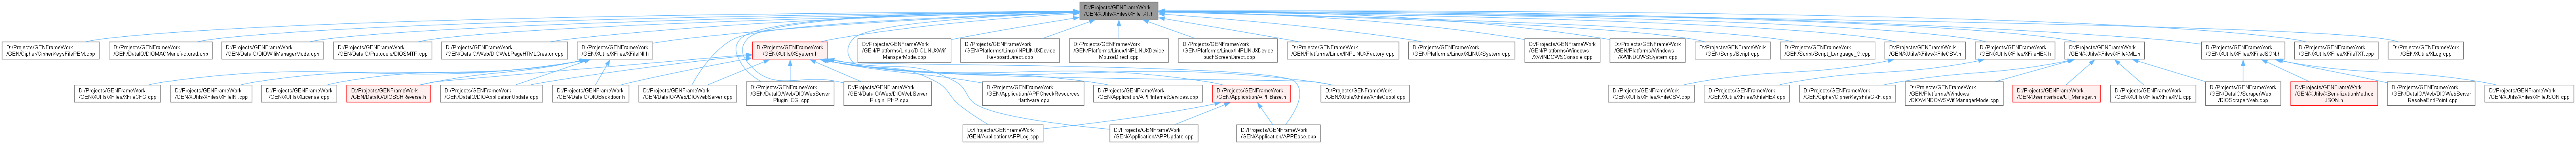 D:/Projects/GENFrameWork
/GEN/XUtils/XFiles/XFileTXT.h
D:/Projects/GENFrameWork
/GEN/Cipher/CipherKeysFilePEM.cpp
D:/Projects/GENFrameWork
/GEN/DataIO/DIOMACManufactured.cpp
D:/Projects/GENFrameWork
/GEN/DataIO/DIOWifiManagerMode.cpp
D:/Projects/GENFrameWork
/GEN/DataIO/Protocols/DIOSMTP.cpp
D:/Projects/GENFrameWork
/GEN/DataIO/Web/DIOWebPageHTMLCreator.cpp
D:/Projects/GENFrameWork
/GEN/XUtils/XFiles/XFileINI.h
D:/Projects/GENFrameWork
/GEN/XUtils/XSystem.h
D:/Projects/GENFrameWork
/GEN/Platforms/Linux/DIOLINUXWifi
ManagerMode.cpp
D:/Projects/GENFrameWork
/GEN/Platforms/Linux/INPLINUXDevice
KeyboardDirect.cpp
D:/Projects/GENFrameWork
/GEN/Platforms/Linux/INPLINUXDevice
MouseDirect.cpp
D:/Projects/GENFrameWork
/GEN/Platforms/Linux/INPLINUXDevice
TouchScreenDirect.cpp
D:/Projects/GENFrameWork
/GEN/Platforms/Linux/INPLINUXFactory.cpp
D:/Projects/GENFrameWork
/GEN/Platforms/Linux/XLINUXSystem.cpp
D:/Projects/GENFrameWork
/GEN/Platforms/Windows
/XWINDOWSConsole.cpp
D:/Projects/GENFrameWork
/GEN/Platforms/Windows
/XWINDOWSSystem.cpp
D:/Projects/GENFrameWork
/GEN/Script/Script.cpp
D:/Projects/GENFrameWork
/GEN/Script/Script_Language_G.cpp
D:/Projects/GENFrameWork
/GEN/XUtils/XFiles/XFileCSV.h
D:/Projects/GENFrameWork
/GEN/XUtils/XFiles/XFileHEX.h
D:/Projects/GENFrameWork
/GEN/XUtils/XFiles/XFileXML.h
D:/Projects/GENFrameWork
/GEN/XUtils/XFiles/XFileJSON.h
D:/Projects/GENFrameWork
/GEN/XUtils/XFiles/XFileTXT.cpp
D:/Projects/GENFrameWork
/GEN/XUtils/XLog.cpp
D:/Projects/GENFrameWork
/GEN/XUtils/XFiles/XFileCFG.cpp
D:/Projects/GENFrameWork
/GEN/XUtils/XFiles/XFileINI.cpp
D:/Projects/GENFrameWork
/GEN/XUtils/XLicense.cpp
D:/Projects/GENFrameWork
/GEN/DataIO/DIOSSHReverse.h
D:/Projects/GENFrameWork
/GEN/DataIO/DIOApplicationUpdate.cpp
D:/Projects/GENFrameWork
/GEN/DataIO/DIOBackdoor.h
D:/Projects/GENFrameWork
/GEN/DataIO/Web/DIOWebServer.cpp
D:/Projects/GENFrameWork
/GEN/DataIO/Web/DIOWebServer
_Plugin_CGI.cpp
D:/Projects/GENFrameWork
/GEN/DataIO/Web/DIOWebServer
_Plugin_PHP.cpp
D:/Projects/GENFrameWork
/GEN/Application/APPCheckResources
Hardware.cpp
D:/Projects/GENFrameWork
/GEN/Application/APPInternetServices.cpp
D:/Projects/GENFrameWork
/GEN/Application/APPBase.h
D:/Projects/GENFrameWork
/GEN/XUtils/XFiles/XFileCobol.cpp
D:/Projects/GENFrameWork
/GEN/XUtils/XFiles/XFileCSV.cpp
D:/Projects/GENFrameWork
/GEN/XUtils/XFiles/XFileHEX.cpp
D:/Projects/GENFrameWork
/GEN/Cipher/CipherKeysFileGKF.cpp
D:/Projects/GENFrameWork
/GEN/Platforms/Windows
/DIOWINDOWSWifiManagerMode.cpp
D:/Projects/GENFrameWork
/GEN/UserInterface/UI_Manager.h
D:/Projects/GENFrameWork
/GEN/XUtils/XFiles/XFileXML.cpp
D:/Projects/GENFrameWork
/GEN/DataIO/ScraperWeb
/DIOScraperWeb.cpp
D:/Projects/GENFrameWork
/GEN/XUtils/XSerializationMethod
JSON.h
D:/Projects/GENFrameWork
/GEN/DataIO/Web/DIOWebServer
_ResolveEndPoint.cpp
D:/Projects/GENFrameWork
/GEN/XUtils/XFiles/XFileJSON.cpp
D:/Projects/GENFrameWork
/GEN/Application/APPLog.cpp
D:/Projects/GENFrameWork
/GEN/Application/APPUpdate.cpp
D:/Projects/GENFrameWork
/GEN/Application/APPBase.cpp